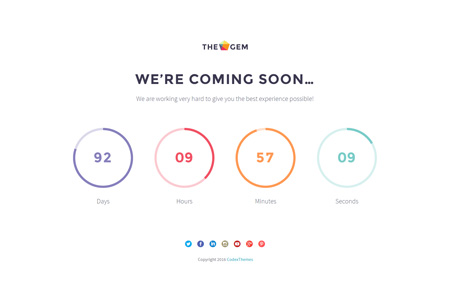 THE GEM
WE'RE COMING SOON...
We are working very hard to give you the best experience possible!
92 09 57 09
Days Hours Minutes Seconds
Copyright 2016 CodexThemes